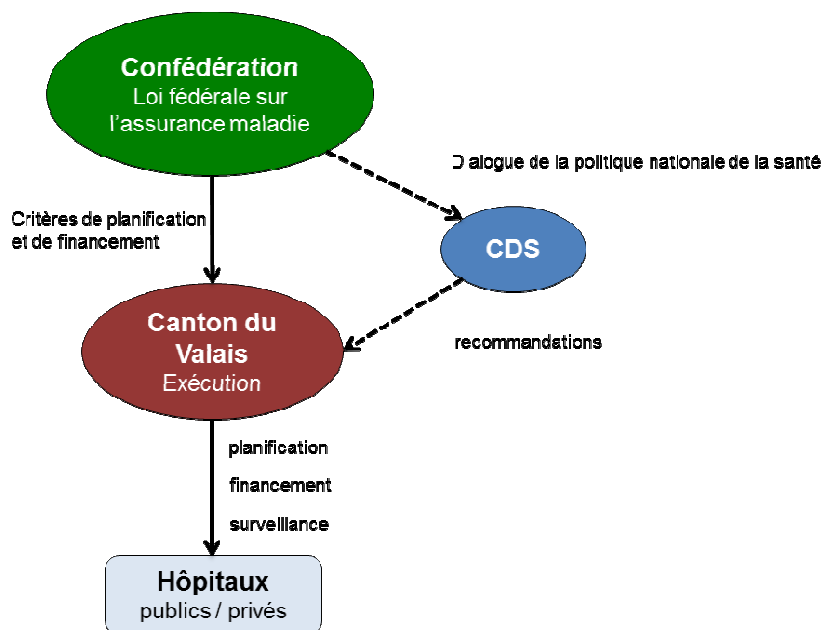 Confédération
Loi fédérale sur
l'assurance maladie
Dialogue de la politique nationale de la santé
Critères de planification
et de financement
CDS
Canton du
Valais
Exécution
recommandations
planification
financement
surveillance
Hôpitaux
publics / privés